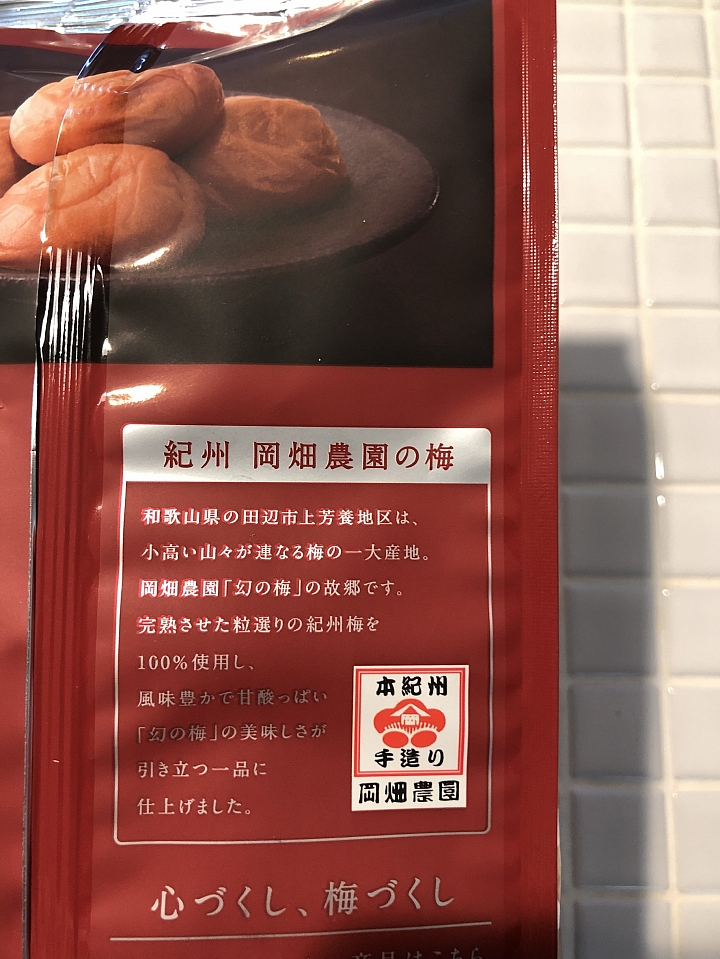 紀州 岡畑農園の梅
和歌山県の田辺市上芳養地区は、
小高い山々が連なる梅の一大産地。
岡畑農園「幻の梅」の故郷です。
完熟させた粒選りの紀州梅を
100%使用し、
風味豊かで甘酸っぱい
「幻の梅」の美味しさが
引き立つ一品に
仕上げました。
本紀州
手造り
岡畑農園
心づくし、梅づくし
商品はこちら